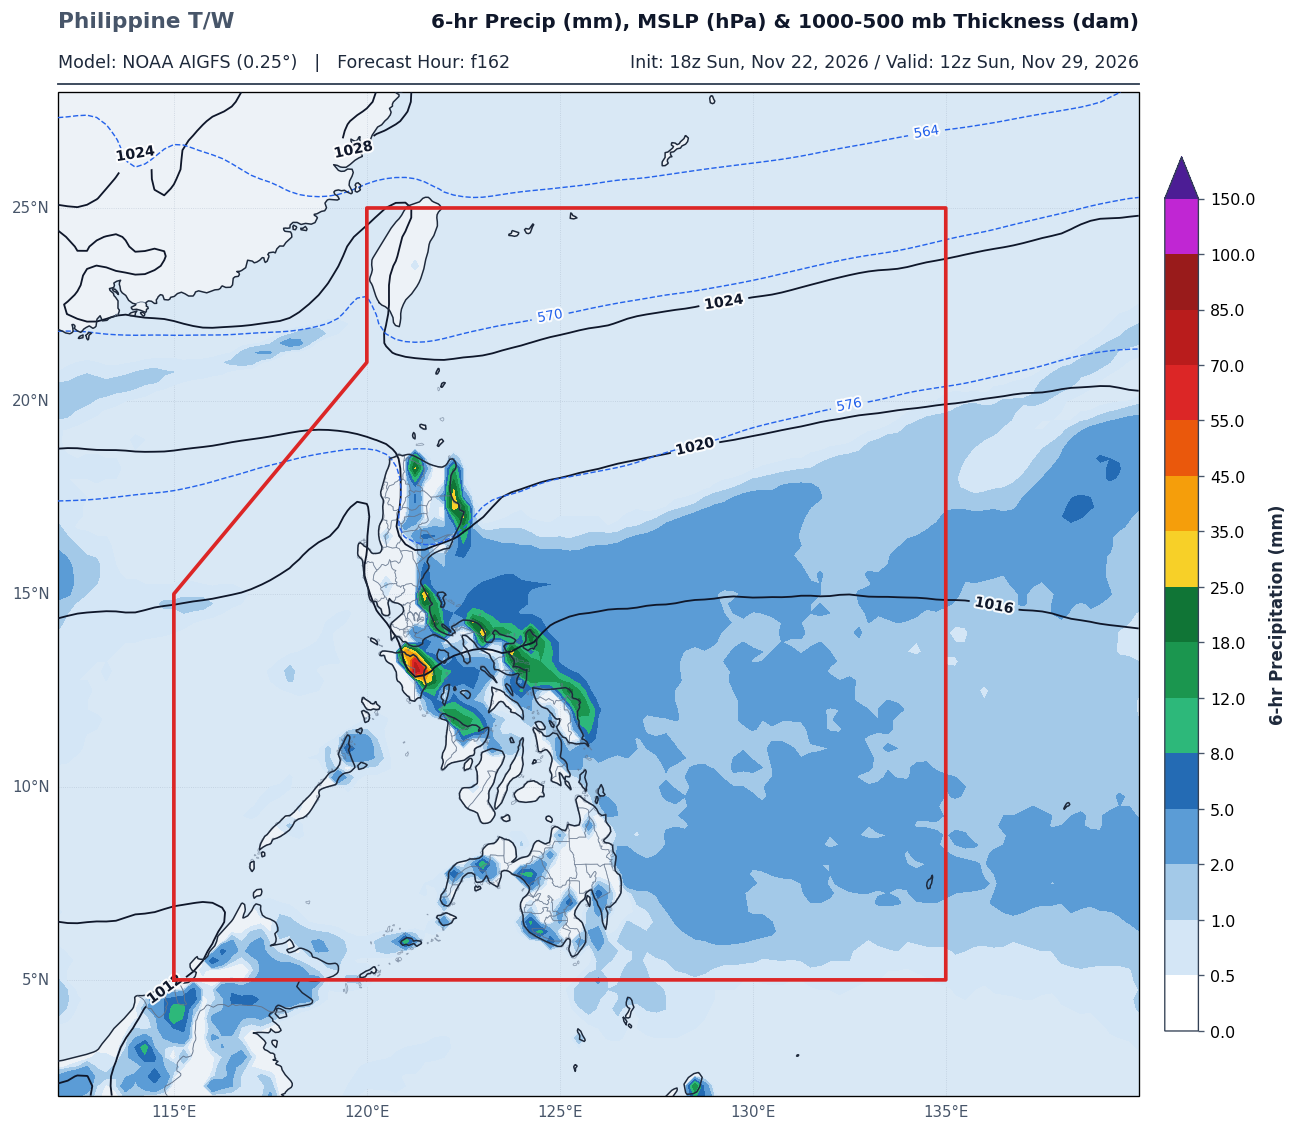 Philippine T/W
6-hr Precip (mm), MSLP (hPa) & 1000-500 mb Thickness (dam)
Model: NOAA AIGFS (0.25°) | Forecast Hour: f162
Init: 18z Sun, Nov 22, 2026 / Valid: 12z Sun, Nov 29, 2026
564
1024
1028
25°N
1024
570
20°N
576
1020
15°N
1016
10°N
5°N
1012
115°E
120°E
125°E
130°E
135°E
150.0
100.0
85.0
70.0
55.0
45.0
35.0
25.0
18.0
12.0
8.0
5.0
2.0
1.0
0.5
0.0
6-hr Precipitation (mm)